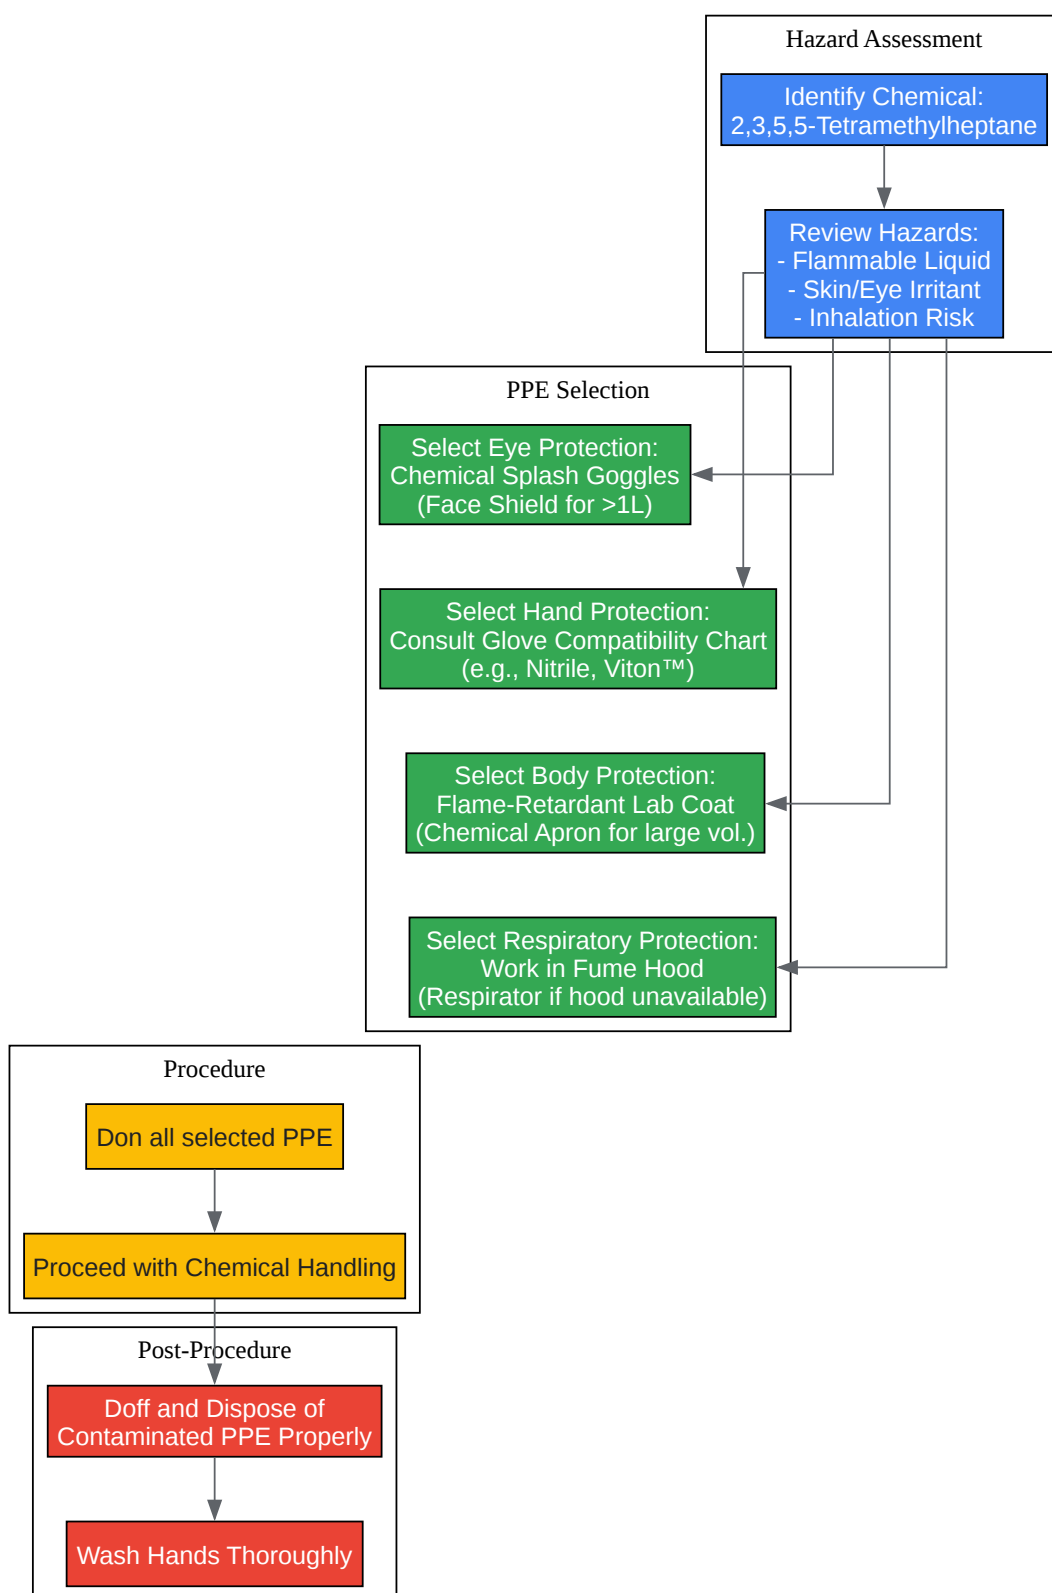 Hazard Assessment
Identify Chemical:
2,3,5,5-Tetramethylheptane
Review Hazards:
- Flammable Liquid
- Skin/Eye Irritant
- Inhalation Risk
PPE Selection
Select Eye Protection:
Chemical Splash Goggles
(Face Shield for >1L)
Select Hand Protection:
Consult Glove Compatibility Chart
(e.g., Nitrile, Viton™)
Select Body Protection:
Flame-Retardant Lab Coat
(Chemical Apron for large vol.)
Select Respiratory Protection:
Work in Fume Hood
(Respirator if hood unavailable)
Procedure
Don all selected PPE
Proceed with Chemical Handling
Post-Procedure
Doff and Dispose of
Contaminated PPE Properly
Wash Hands Thoroughly